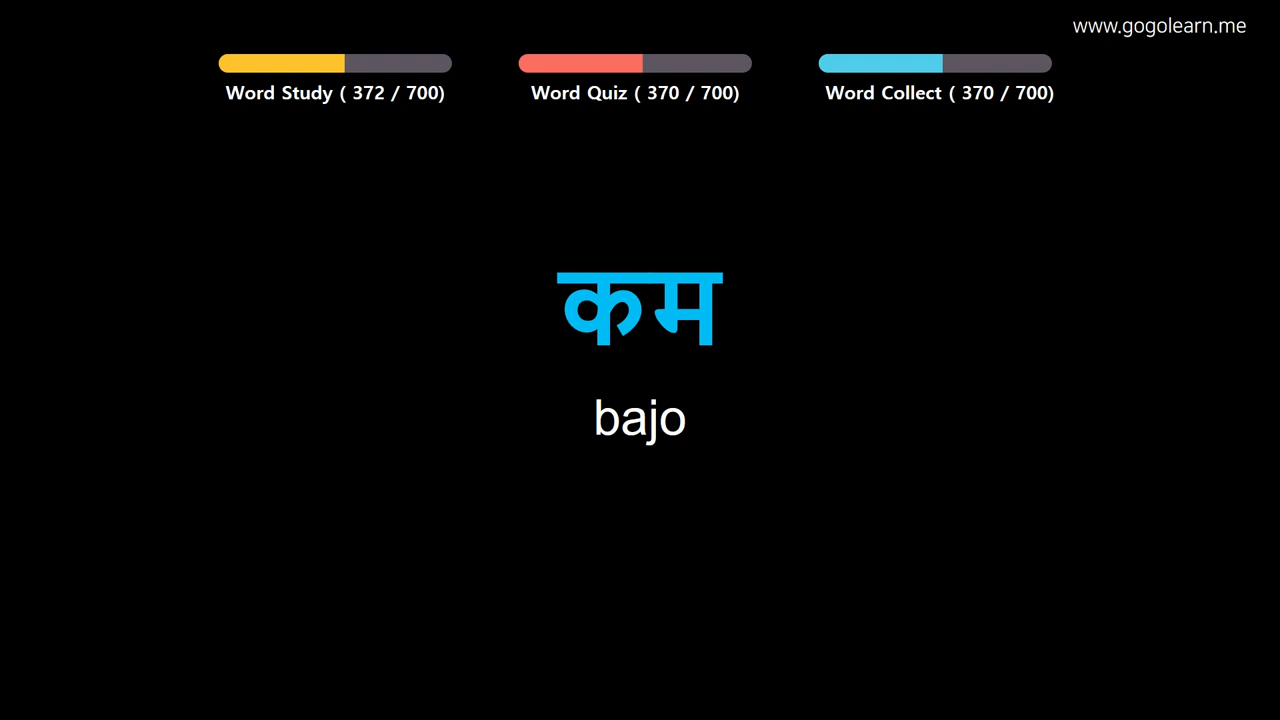 www.gogolearn.me
Word Study ( 372 / 700)
Word Quiz ( 370 / 700)
Word Collect ( 370 / 700)
कम
bajo